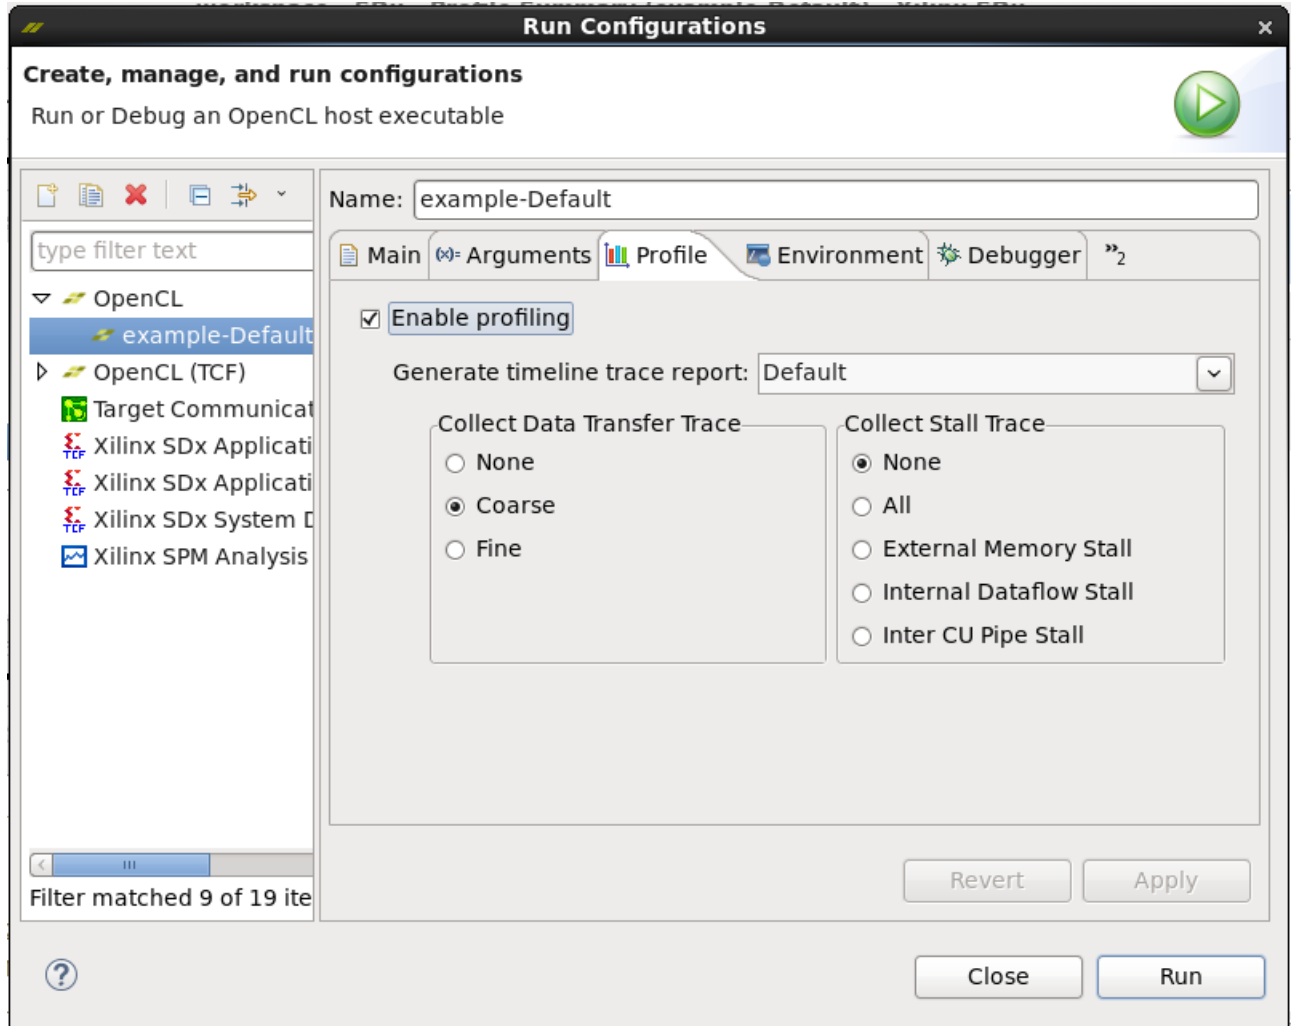 Run Configurations
Create, manage, and run configurations
Run or Debug an OpenCL host executable
Name: example-Default
type filter text
Main (x)= Arguments Profile Environment Debugger »2
OpenCL
example-Default
OpenCL (TCF)
Target Communicat
Xilinx SDx Applicati
Xilinx SDx Applicati
Xilinx SDx System D
Xilinx SPM Analysis
Filter matched 9 of 19 ite
Enable profiling
Generate timeline trace report: Default
Collect Data Transfer Trace
None
Coarse
Fine
Collect Stall Trace
None
All
External Memory Stall
Internal Dataflow Stall
Inter CU Pipe Stall
Revert Apply
? Close Run